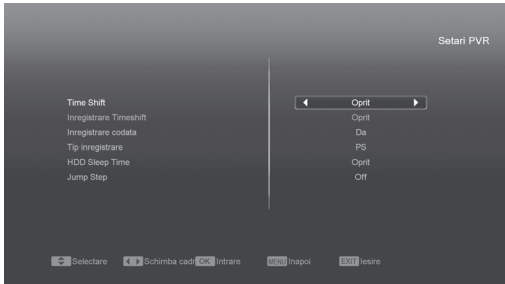 Setari PVR
Time Shift Oprit
Inregistrare Timeshift Oprit
Inregistrare codata Da
Tip inregistrare PS
HDD Sleep Time Oprit
Jump Step Off
Selectare Schimba cadr OK Intrare MENU Inapoi EXIT Iesire